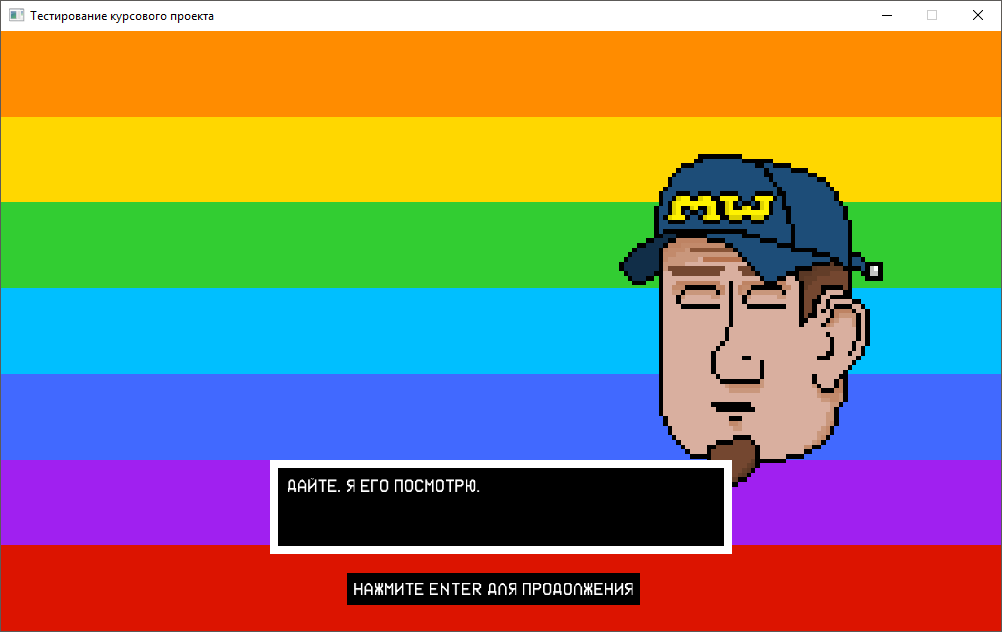 Тестирование курсового проекта
MW
ДАЙТЕ. Я ЕГО ПОСМОТРЮ.
НАЖМИТЕ ENTER ДЛЯ ПРОДОЛЖЕНИЯ